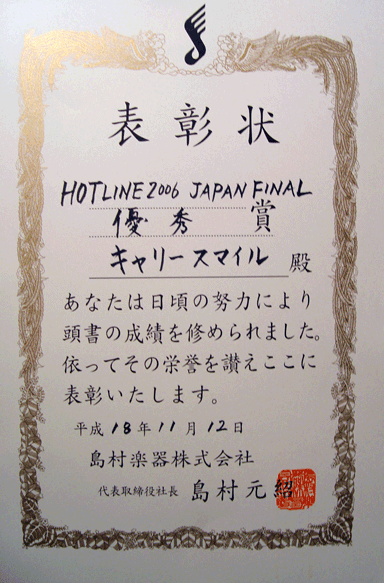 表彰状
HOTLINE2006 JAPAN FINAL
優秀賞
キャリースマイル 殿
あなたは日頃の努力により
頭書の成績を修められました。
依ってその栄誉を讃えここに
表彰いたします。
平成18年11月12日
島村楽器株式会社
代表取締役社長 島村元紹